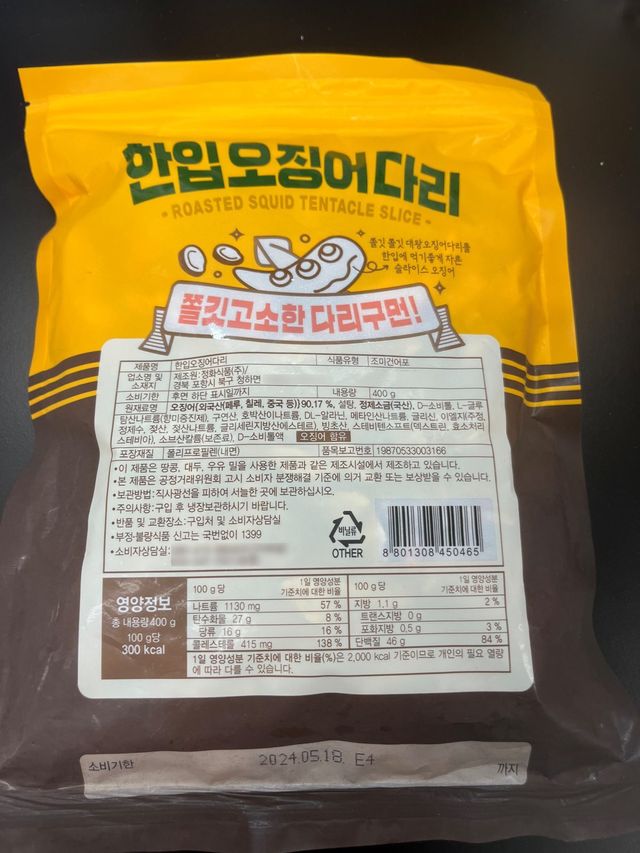 한입오징어다리
- ROASTED SQUID TENTACLE SLICE -
쫄깃 쫄깃 대왕오징어다리를
한입에 먹기좋게 자른
슬라이스 오징어
쫄깃고소한 다리구먼!
제품명 한입오징어다리 식품유형 조미건어포
업소명 및 소재지 제조원:정화식품(주)/
경북 포항시 북구 청하면
소비기한 후면 하단 표시일까지 내용량 400 g
원재료명 오징어(외국산(페루, 칠레, 중국 등)) 90.17 %, 설탕, 정제소금(국산), D-소비톨, L-글루
탐산나트륨(향미증진제), 구연산, 호박산이나트륨, DL-알라닌, 메타인산나트륨, 글리신, 이엘지(주정,
정제수, 젖산, 젖산나트륨, 글리세린지방산에스테르), 빙초산, 스테비텐스프트(덱스트린, 효소처리
스테비아), 소브산칼륨(보존료), D-소비톨액 오징어 함유
포장재질 폴리프로필렌(내면) 품목보고번호 19870533003166
•이 제품은 땅콩, 대두, 우유 밀을 사용한 제품과 같은 제조시설에서 제조하고 있습니다.
•본 제품은 공정거래위원회 고시 소비자 분쟁해결 기준에 의거 교환 또는 보상받을 수 있습니다.
•보관방법:직사광선을 피하여 서늘한 곳에 보관하십시오.
•주의사항:구입 후 냉장보관하시기 바랍니다.
•반품 및 교환장소:구입처 및 소비자상담실
•부정·불량식품 신고는 국번없이 1399
•소비자상담실:
비닐류
OTHER
8 801308 450465
영양정보
총 내용량 400 g
100 g당
300 kcal
100 g당 1일 영양성분 기준치에 대한 비율 100 g당 1일 영양성분 기준치에 대한 비율
나트륨 1130 mg 57 % 지방 1.1 g 2 %
탄수화물 27 g 8 % 트랜스지방 0 g
당류 16 g 16 % 포화지방 0.5 g 3 %
콜레스테롤 415 mg 138 % 단백질 46 g 84 %
1일 영양성분 기준치에 대한 비율(%)은 2,000 kcal 기준이므로 개인의 필요 열량
에 따라 다를 수 있습니다.
소비기한 2024.05.18. E4 까지